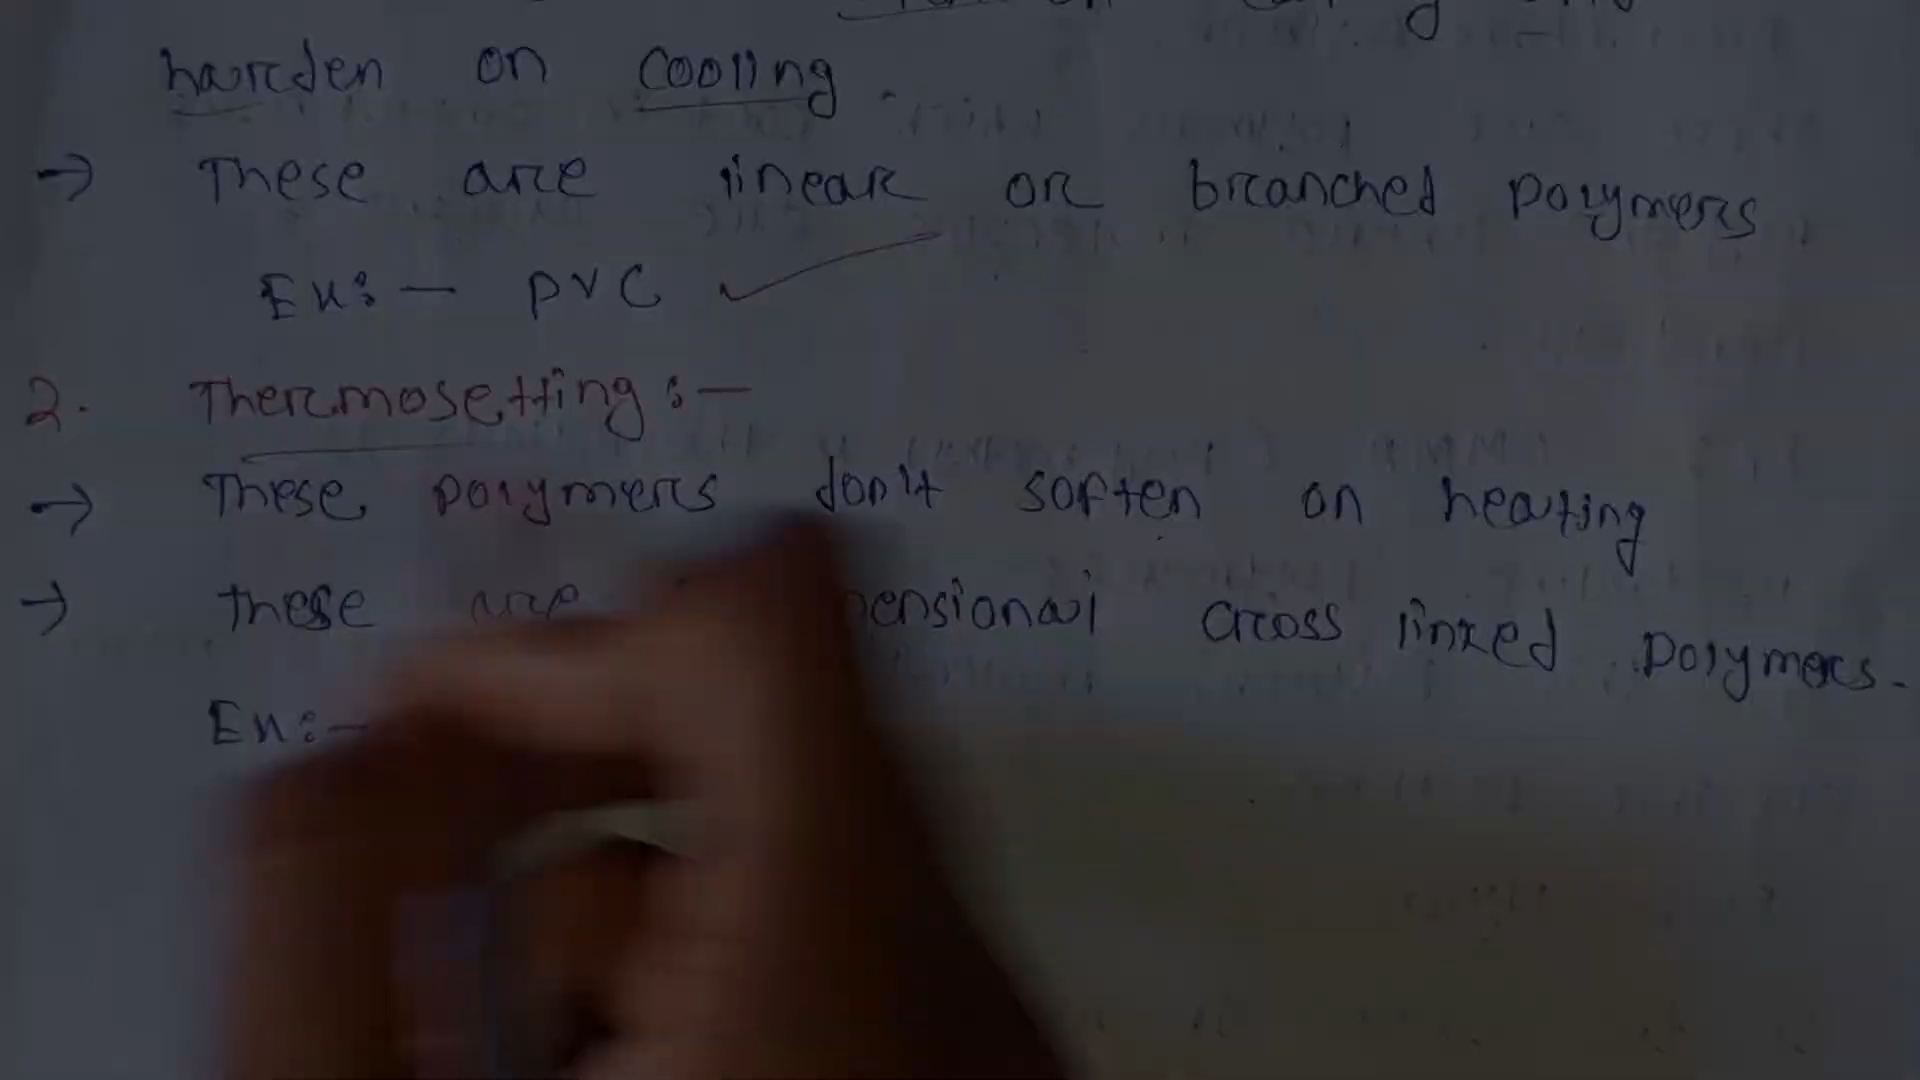 harden on cooling.
→ These are linear or branched polymers
Ex:- PVC ✓
2. Thermosetting :-
→ These polymers don't soften on heating
→ these are ensional cross linked polymers.
Ex:-